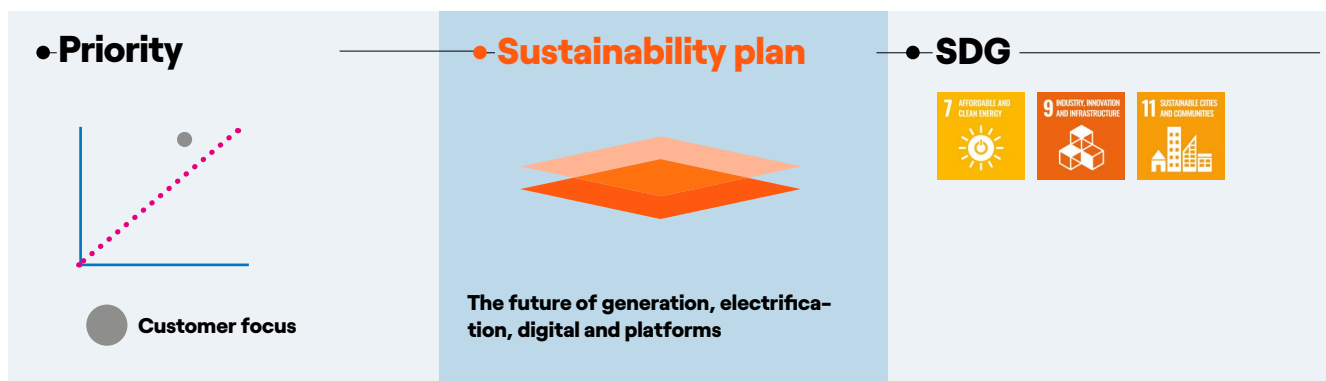 Priority
Sustainability plan
SDG
7 AFFORDABLE AND
CLEAN ENERGY
9 INDUSTRY, INNOVATION
AND INFRASTRUCTURE
11 SUSTAINABLE CITIES
AND COMMUNITIES
Customer focus
The future of generation, electrifica-
tion, digital and platforms